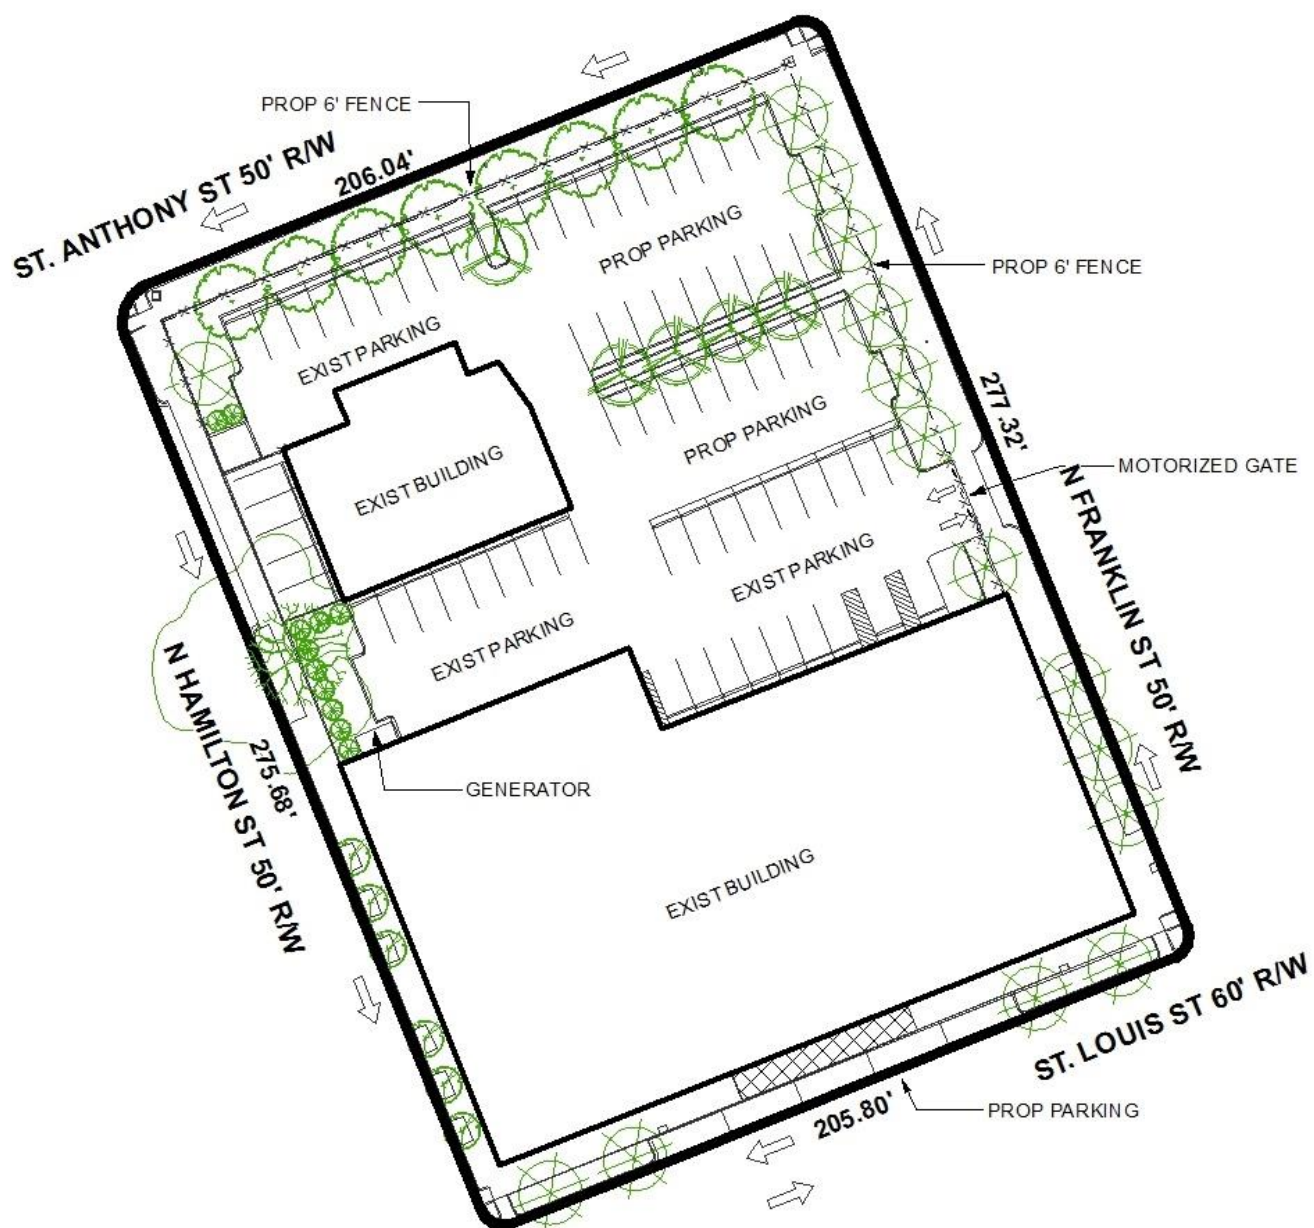 PROP 6' FENCE
ST. ANTHONY ST 50' R/W
206.04'
PROP PARKING
PROP 6' FENCE
EXIST PARKING
277.32'
PROP PARKING
EXIST BUILDING
MOTORIZED GATE
N FRANKLIN ST 50' R/W
EXIST PARKING
EXIST PARKING
N HAMILTON ST 50' R/W
275.68'
GENERATOR
EXIST BUILDING
ST. LOUIS ST 60' R/W
205.80'
PROP PARKING